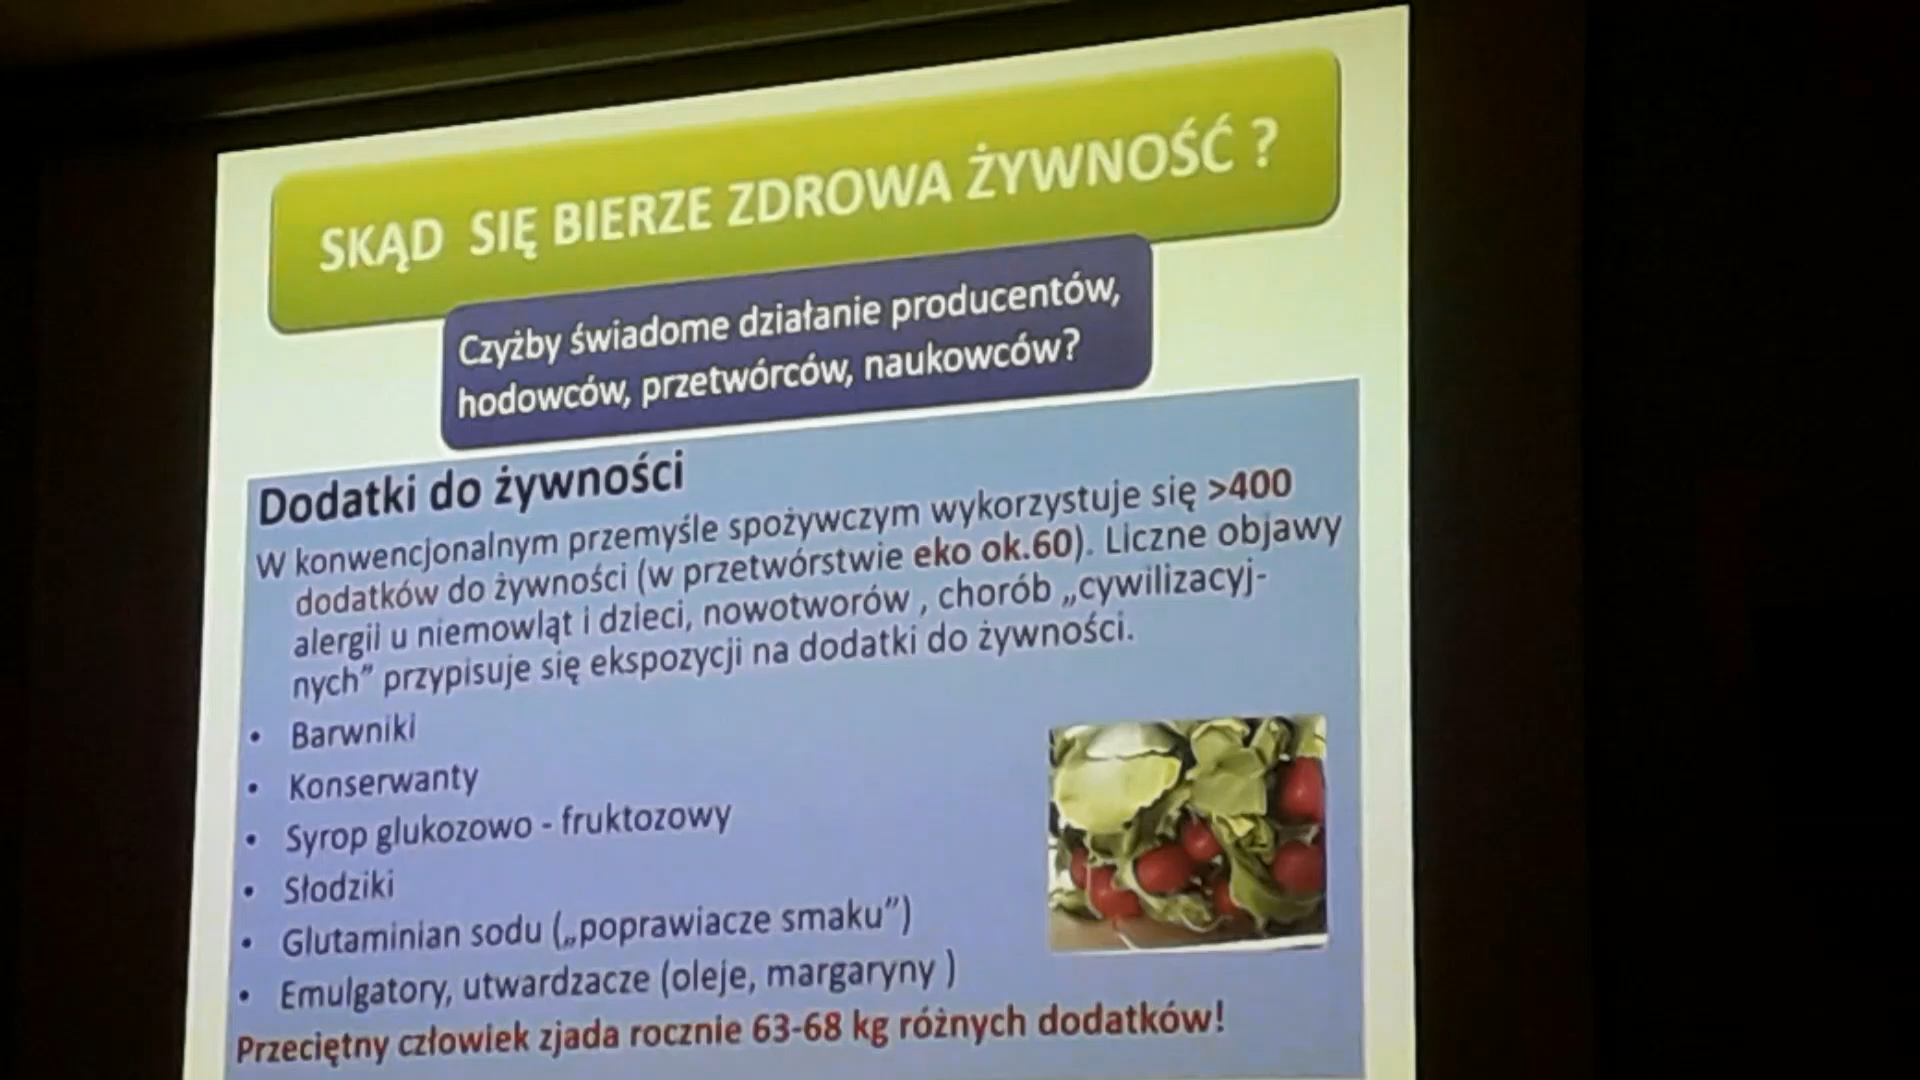 SKĄD SIĘ BIERZE ZDROWA ŻYWNOŚĆ ?
Czyżby świadome działanie producentów,
hodowców, przetwórców, naukowców?
Dodatki do żywności
W konwencjonalnym przemyśle spożywczym wykorzystuje się >400
dodatków do żywności (w przetwórstwie eko ok.60). Liczne objawy
alergii u niemowląt i dzieci, nowotworów , chorób „cywilizacyj-
nych” przypisuje się ekspozycji na dodatki do żywności.
• Barwniki
• Konserwanty
• Syrop glukozowo - fruktozowy
• Słodziki
• Glutaminian sodu („poprawiacze smaku”)
• Emulgatory, utwardzacze (oleje, margaryny )
Przeciętny człowiek zjada rocznie 63-68 kg różnych dodatków!